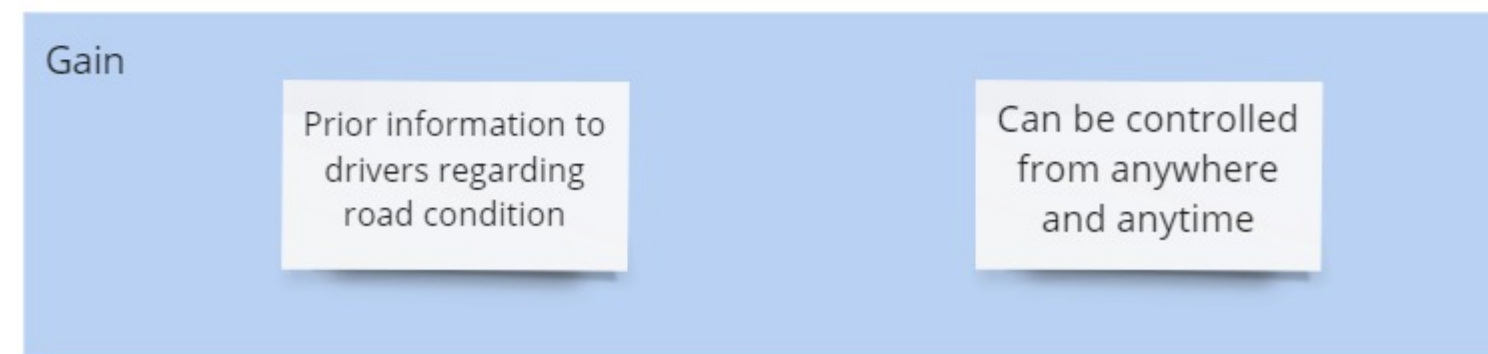 Gain
Prior information to
drivers regarding
road condition
Can be controlled
from anywhere
and anytime